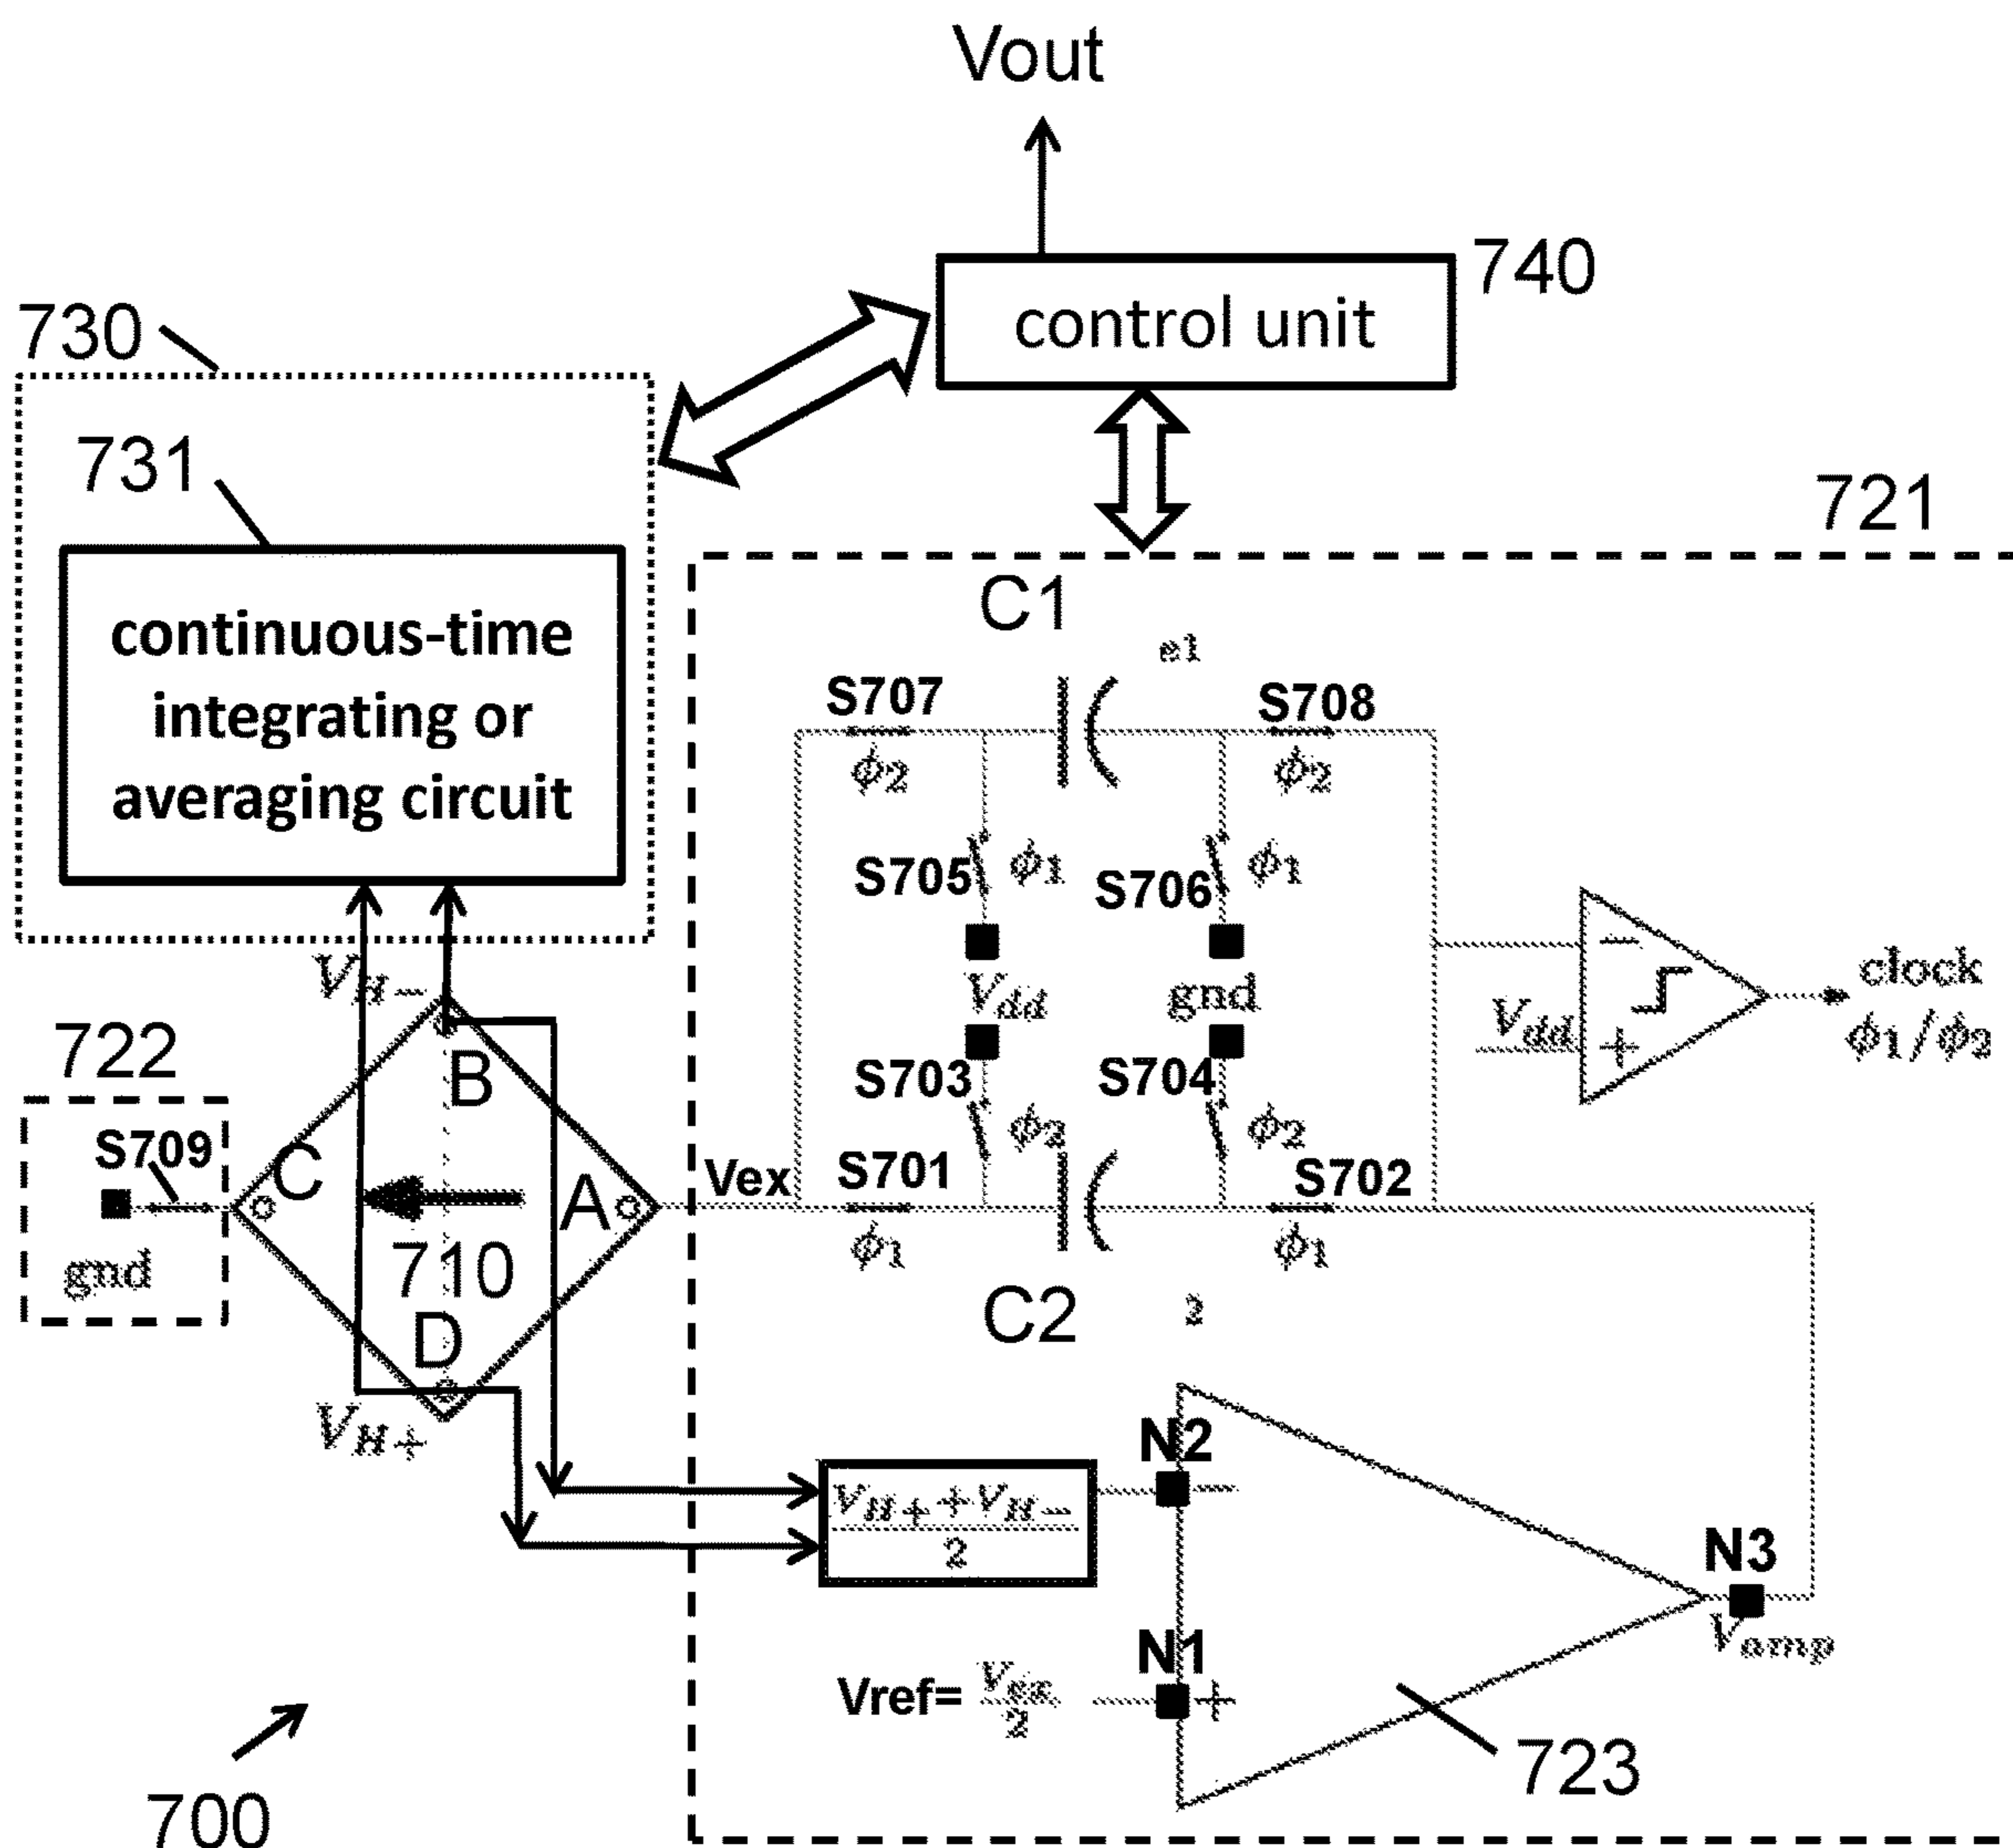 Vout
740
control unit
730
731
721
continuous-time
integrating or
averaging circuit
C1
e1
S707
S708
ϕ2
ϕ2
S705
ϕ1
S706
ϕ1
Vdd
gnd
S703
ϕ2
S704
ϕ2
Vdd
−
+
clock
ϕ1/ϕ2
VH−
722
B
S709
C
A
gnd
710
D
VH+
Vex
S701
S702
ϕ1
ϕ1
C2
2
VH+ + VH−
2
N2
−
N1
+
Vref= Vex
2
N3
Vamp
723
700